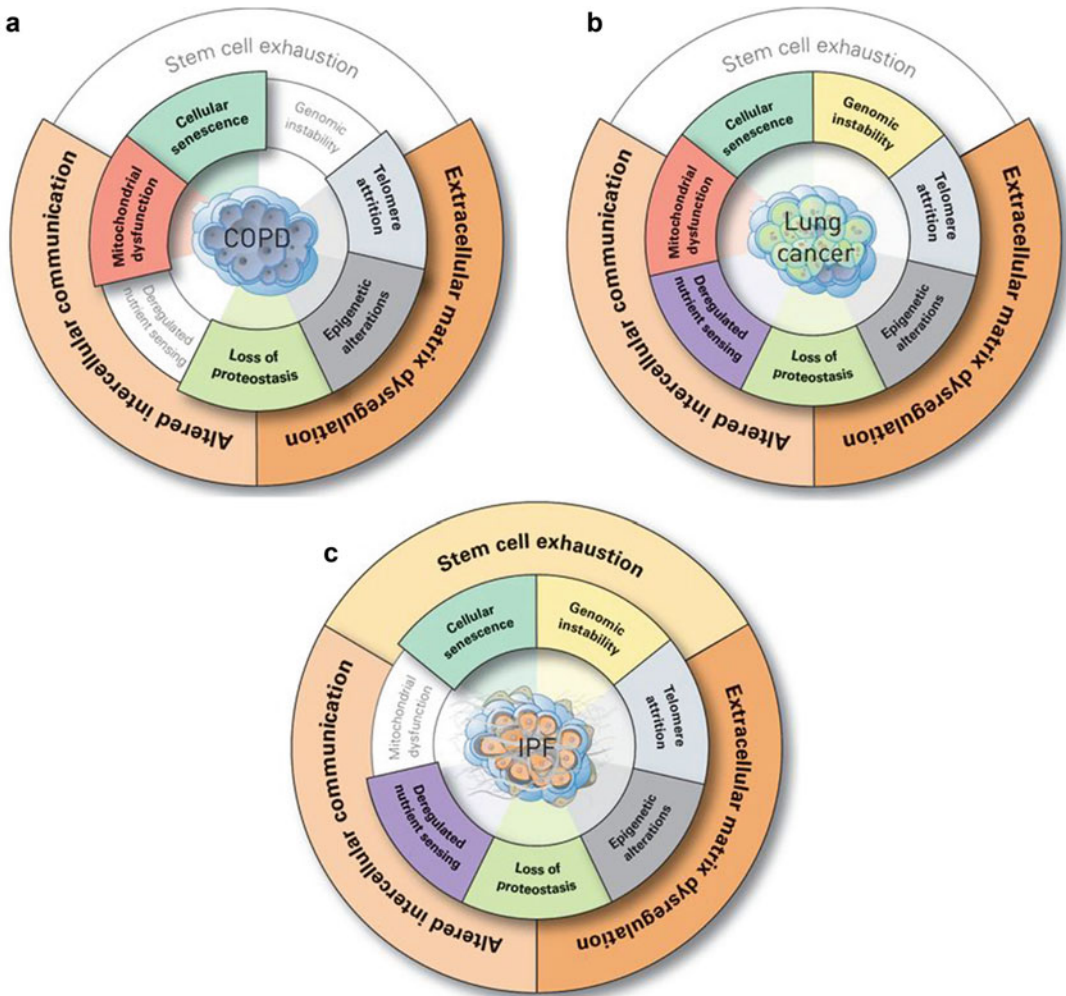 a
Stem cell exhaustion
Cellular
senescence
Genomic
instability
Telomere
attrition
Epigenetic
alterations
Loss of
proteostasis
Deregulated
nutrient sensing
Mitochondrial
dysfunction
Altered intercellular communication
Extracellular matrix dysregulation
COPD
b
Stem cell exhaustion
Cellular
senescence
Genomic
instability
Telomere
attrition
Epigenetic
alterations
Loss of
proteostasis
Deregulated
nutrient sensing
Mitochondrial
dysfunction
Altered intercellular communication
Extracellular matrix dysregulation
Lung
cancer
c
Stem cell exhaustion
Cellular
senescence
Genomic
instability
Telomere
attrition
Epigenetic
alterations
Loss of
proteostasis
Deregulated
nutrient sensing
Mitochondrial
dysfunction
Altered intercellular communication
Extracellular matrix dysregulation
IPF